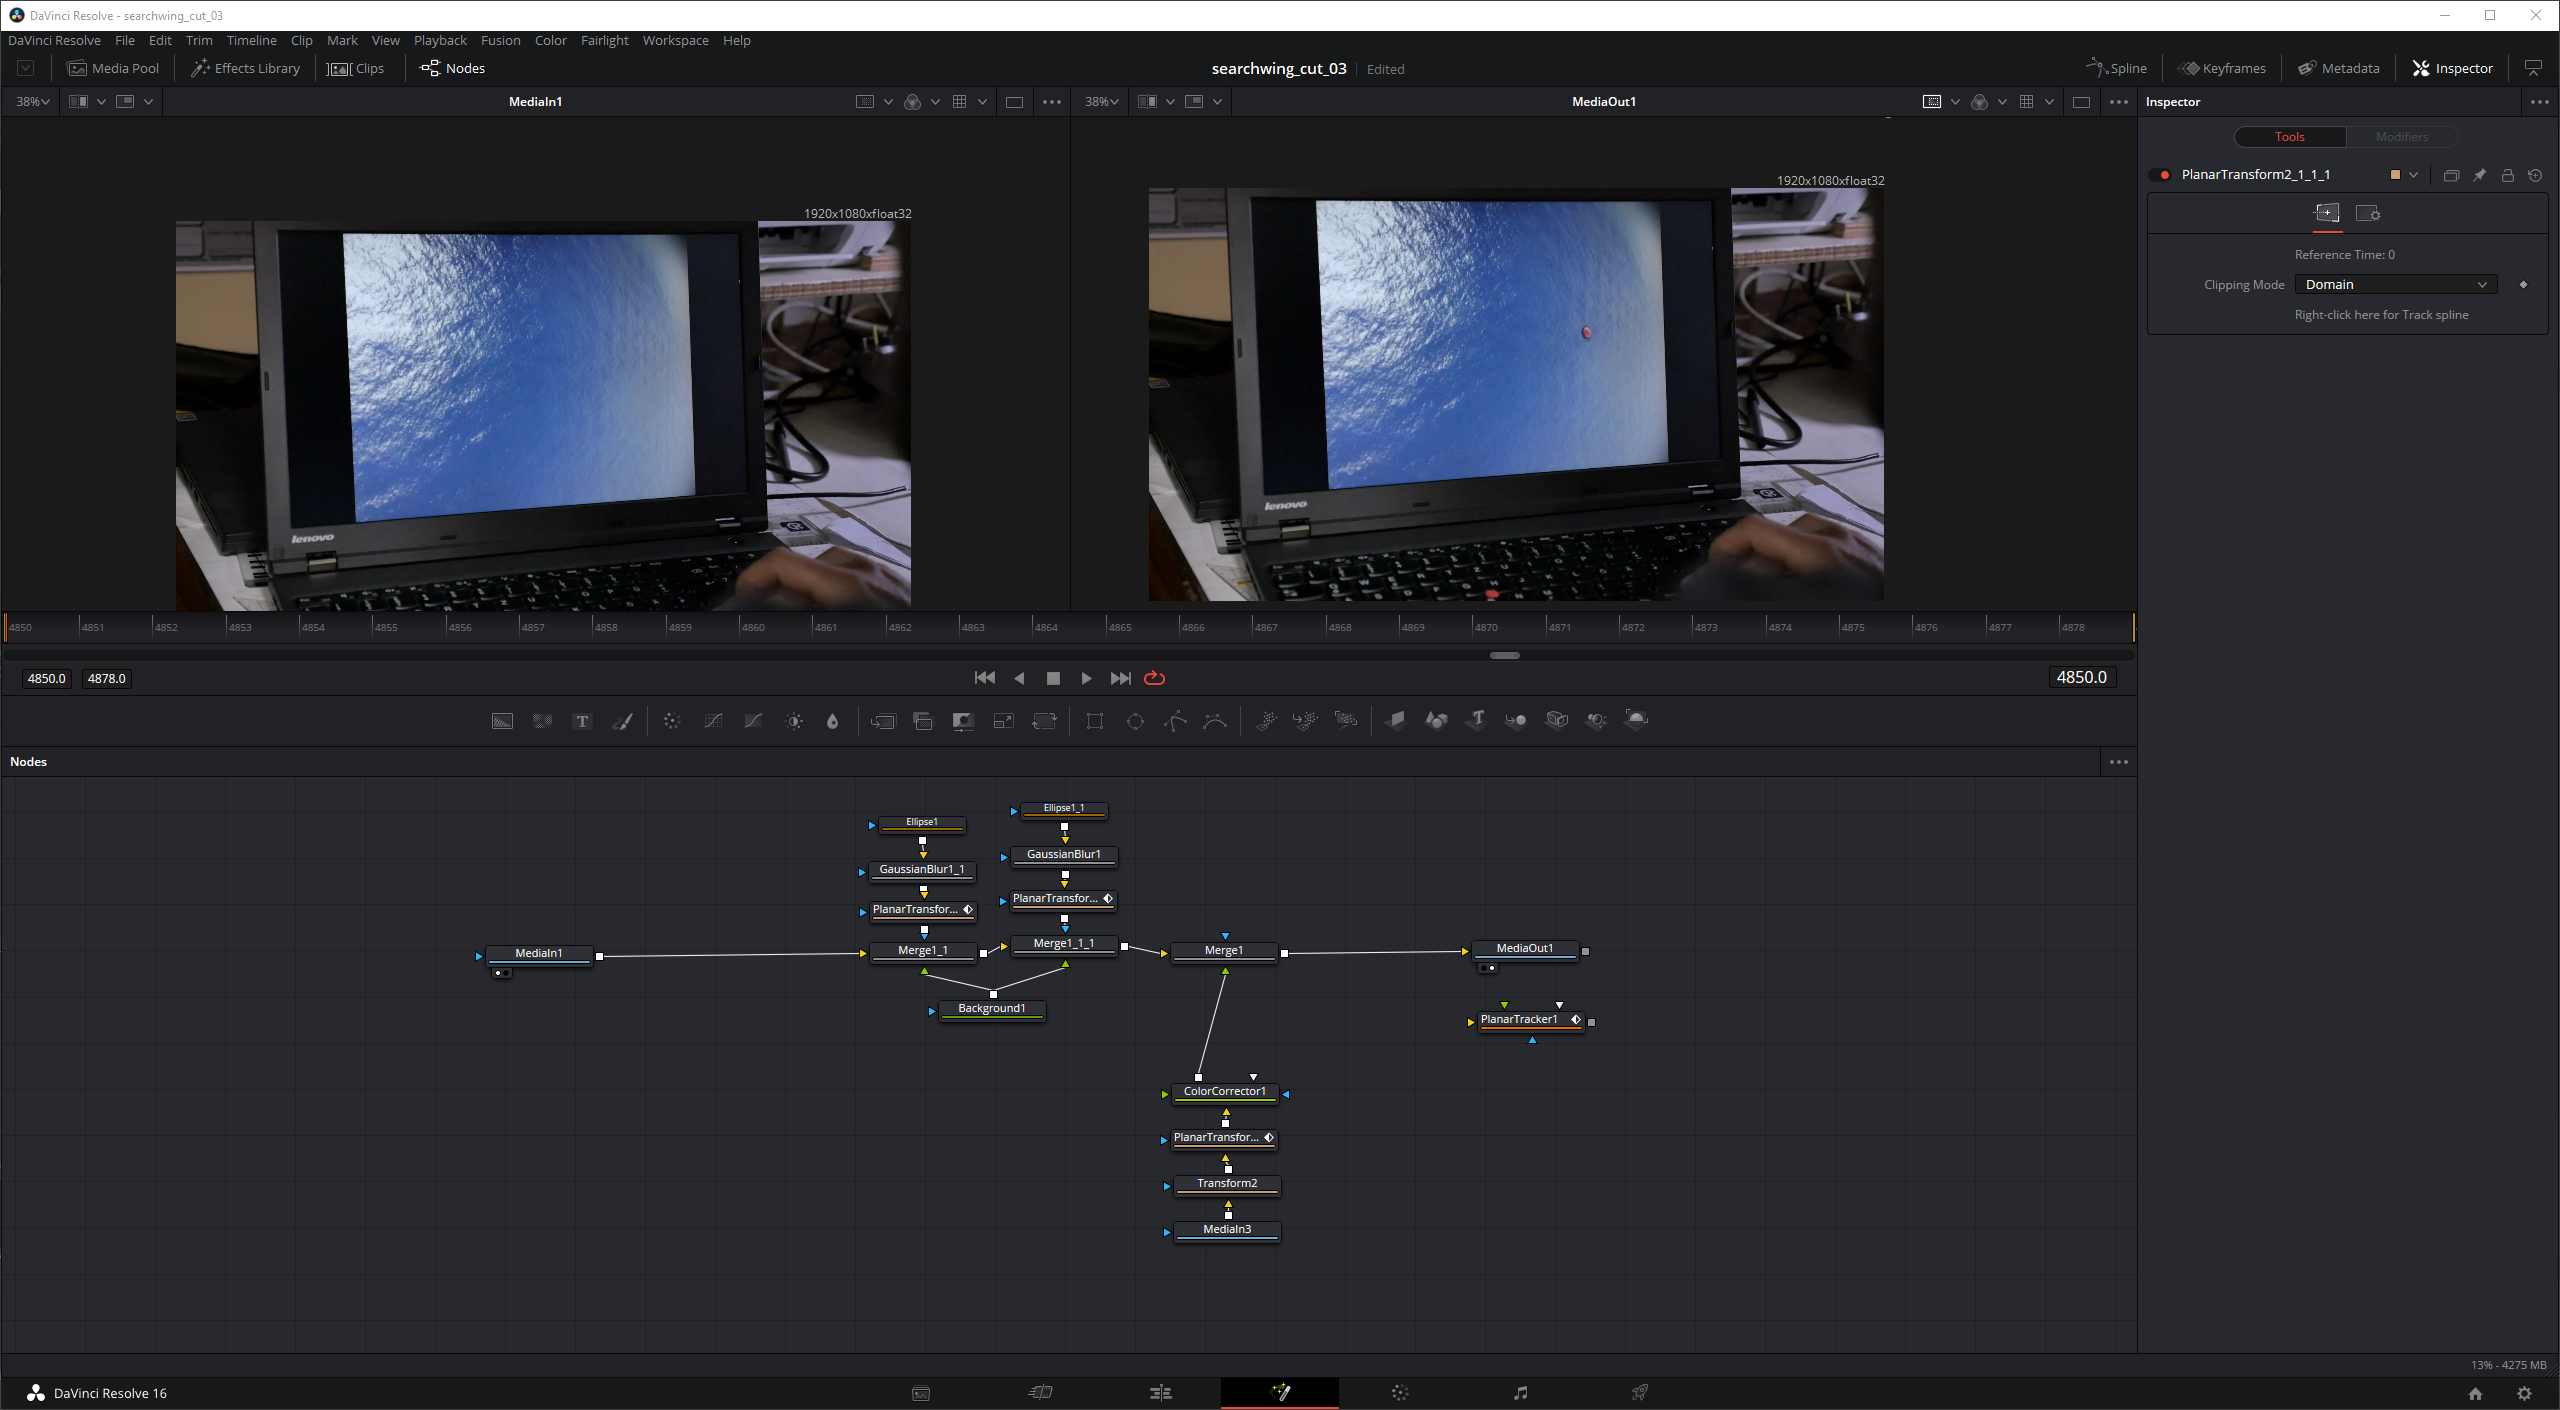 DaVinci Resolve - searchwing_cut_03
DaVinci Resolve File Edit Trim Timeline Clip Mark View Playback Fusion Color Fairlight Workspace Help
Media Pool Effects Library Clips Nodes searchwing_cut_03 Edited Spline Keyframes Metadata Inspector
38% MediaIn1 38% MediaOut1 Inspector
Tools Modifiers
PlanarTransform2_1_1_1
1920x1080xfloat32
1920x1080xfloat32
Reference Time: 0
Clipping Mode Domain
Right-click here for Track spline
lenovo
lenovo
4850 4851 4852 4853 4854 4855 4856 4857 4858 4859 4860 4861 4862 4863 4864 4865 4866 4867 4868 4869 4870 4871 4872 4873 4874 4875 4876 4877 4878
4850.0 4878.0 4850.0
Nodes
Ellipse1_1
Ellipse1
GaussianBlur1
GaussianBlur1_1
PlanarTransfor...
PlanarTransfor...
Merge1_1_1
MediaIn1 Merge1_1 Merge1 MediaOut1
Background1
PlanarTracker1
ColorCorrector1
PlanarTransfor...
Transform2
MediaIn3
13% - 4275 MB
DaVinci Resolve 16